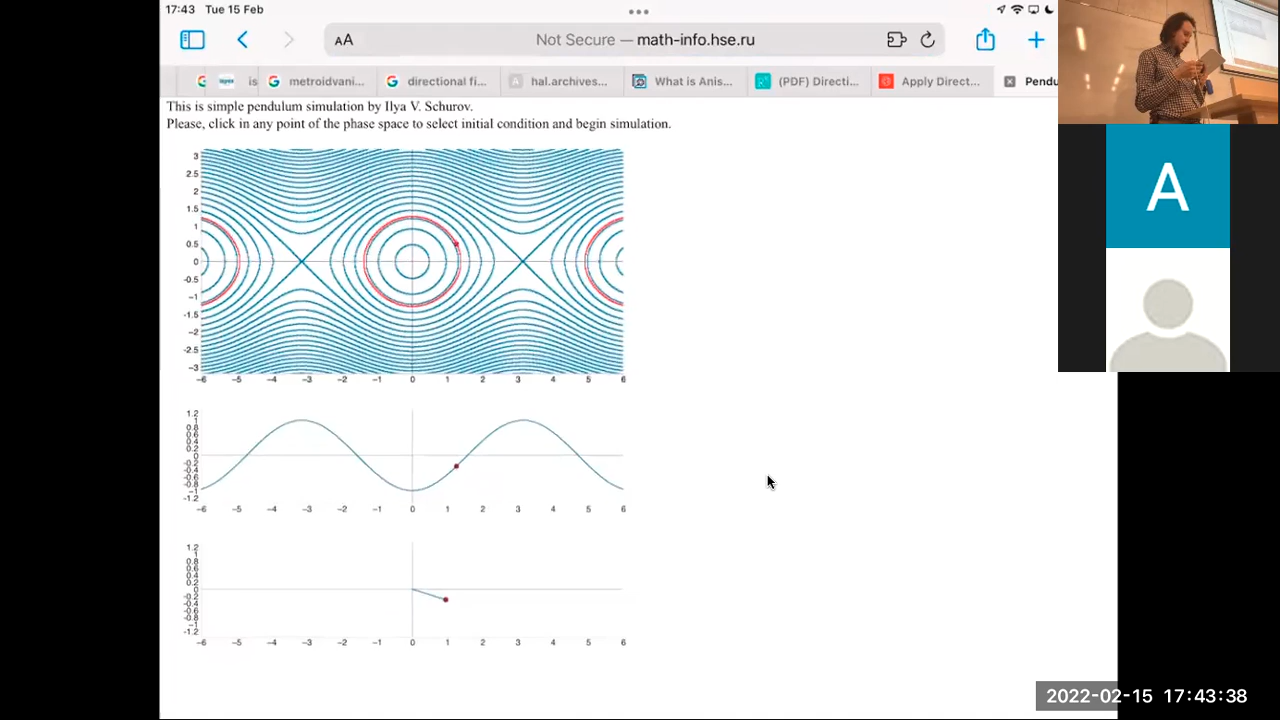 17:43 Tue 15 Feb
AA
Not Secure — math-info.hse.ru
is
metroidvani...
directional fi...
hal.archives...
What is Anis...
(PDF) Directi...
Apply Direct...
Pendu
This is simple pendulum simulation by Ilya V. Schurov.
Please, click in any point of the phase space to select initial condition and begin simulation.
3
2.5
2
1.5
1
0.5
0
-0.5
-1
-1.5
-2
-2.5
-3
-6 -5 -4 -3 -2 -1 0 1 2 3 4 5 6
1.2
1
0.8
0.6
0.4
0.2
0
-0.2
-0.4
-0.6
-0.8
-1
-1.2
-6 -5 -4 -3 -2 -1 0 1 2 3 4 5 6
1.2
1
0.8
0.6
0.4
0.2
0
-0.2
-0.4
-0.6
-0.8
-1
-1.2
-6 -5 -4 -3 -2 -1 0 1 2 3 4 5 6
A
2022-02-15 17:43:38